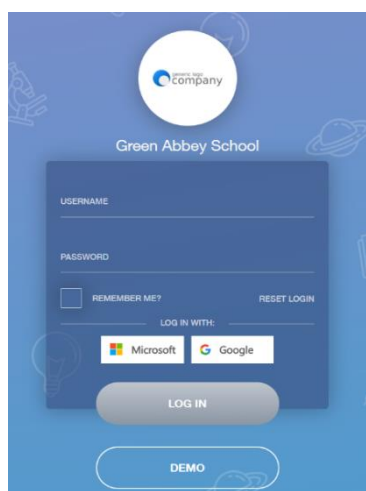 generic logo
company
Green Abbey School
USERNAME
PASSWORD
REMEMBER ME? RESET LOGIN
LOG IN WITH:
Microsoft Google
LOG IN
DEMO